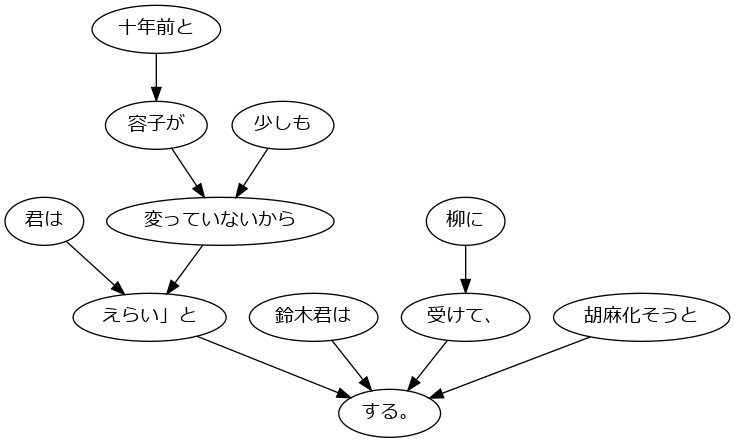 十年前と
容子が
少しも
君は
変っていないから
柳に
えらい」と
鈴木君は
受けて、
胡麻化そうと
する。